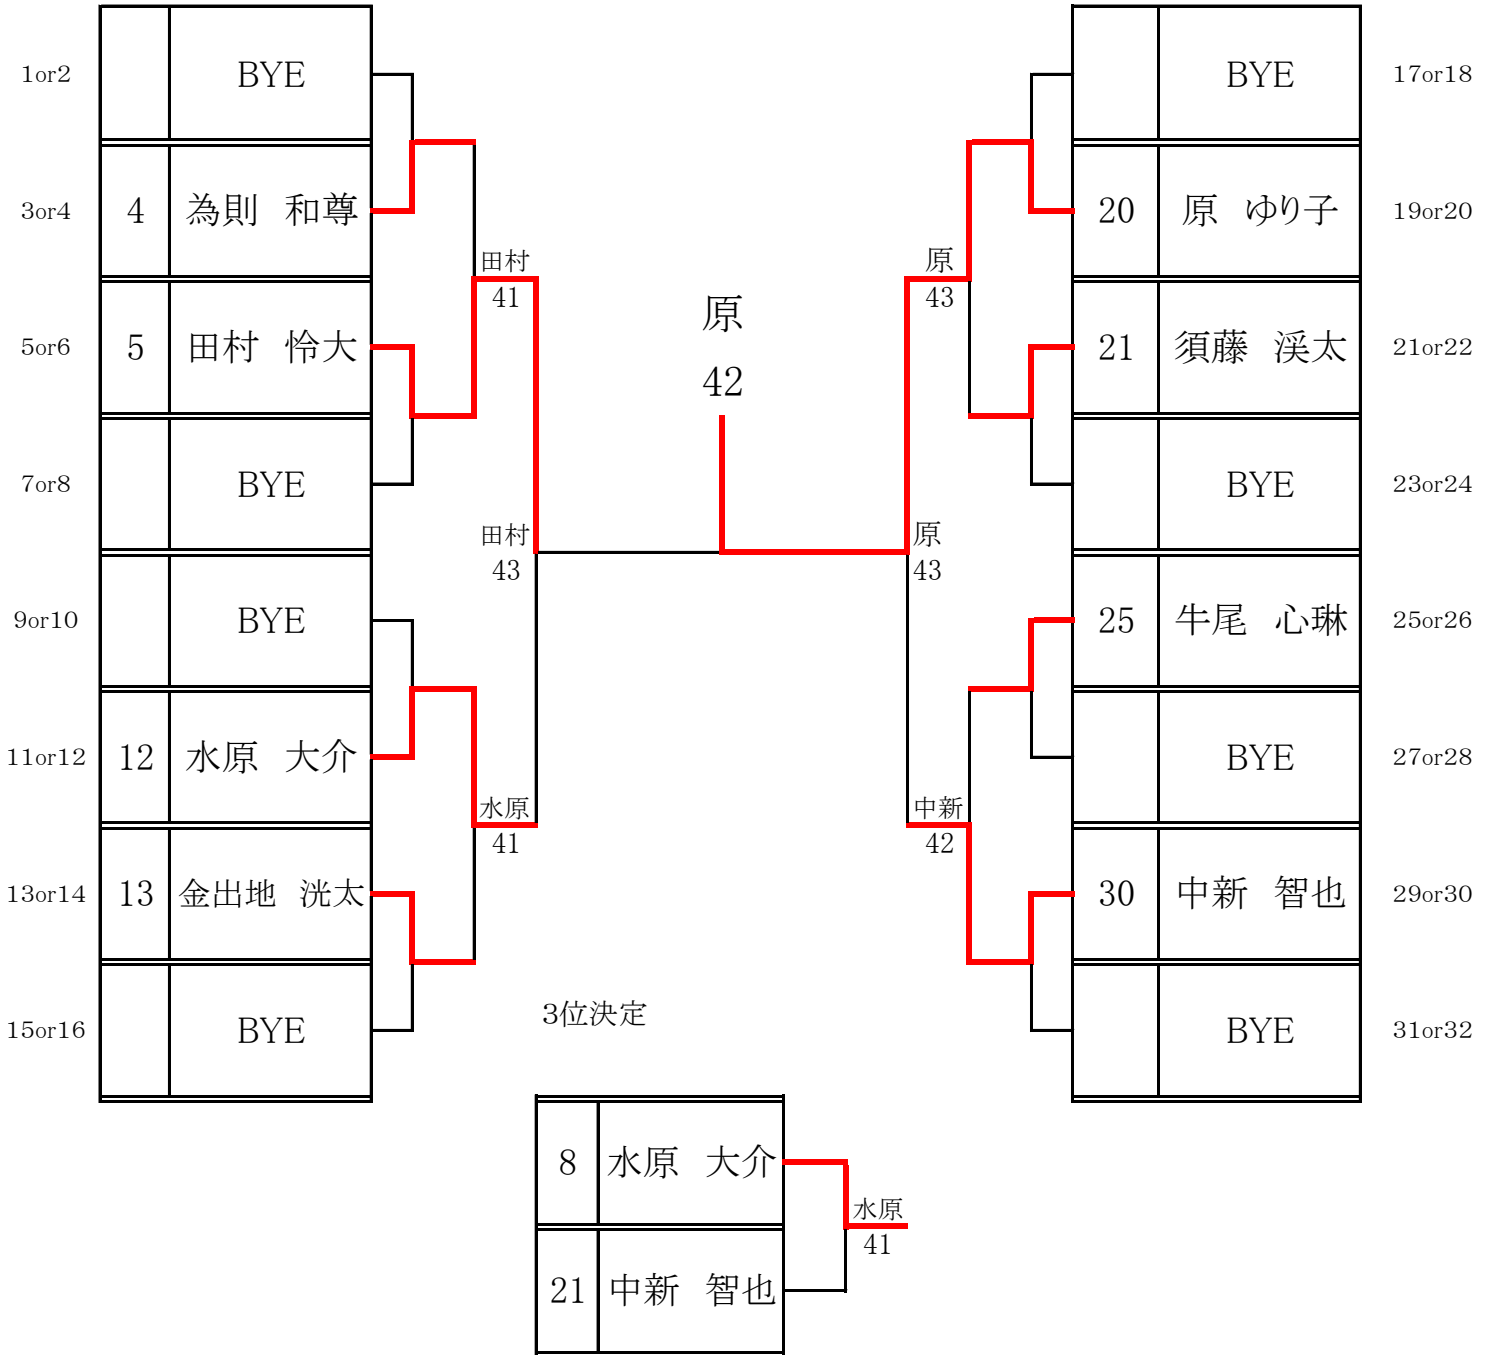 1or2 BYE
3or4 4 為則 和尊
5or6 5 田村 怜大
7or8 BYE
9or10 BYE
11or12 12 水原 大介
13or14 13 金出地 洸太
15or16 BYE
田村
41
田村
43
水原
41
原
42
原
43
原
43
中新
42
BYE 17or18
20 原 ゆり子 19or20
21 須藤 渓太 21or22
BYE 23or24
25 牛尾 心琳 25or26
BYE 27or28
30 中新 智也 29or30
BYE 31or32
3位決定
8 水原 大介
21 中新 智也
水原
41